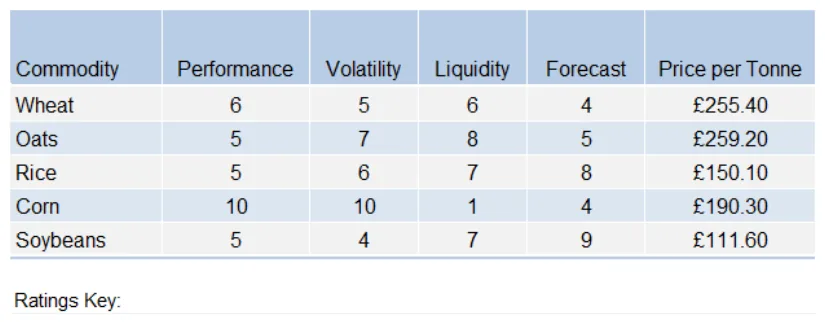 Commodity Performance Volatility Liquidity Forecast Price per Tonne
Wheat 6 5 6 4 £255.40
Oats 5 7 8 5 £259.20
Rice 5 6 7 8 £150.10
Corn 10 10 1 4 £190.30
Soybeans 5 4 7 9 £111.60
Ratings Key: